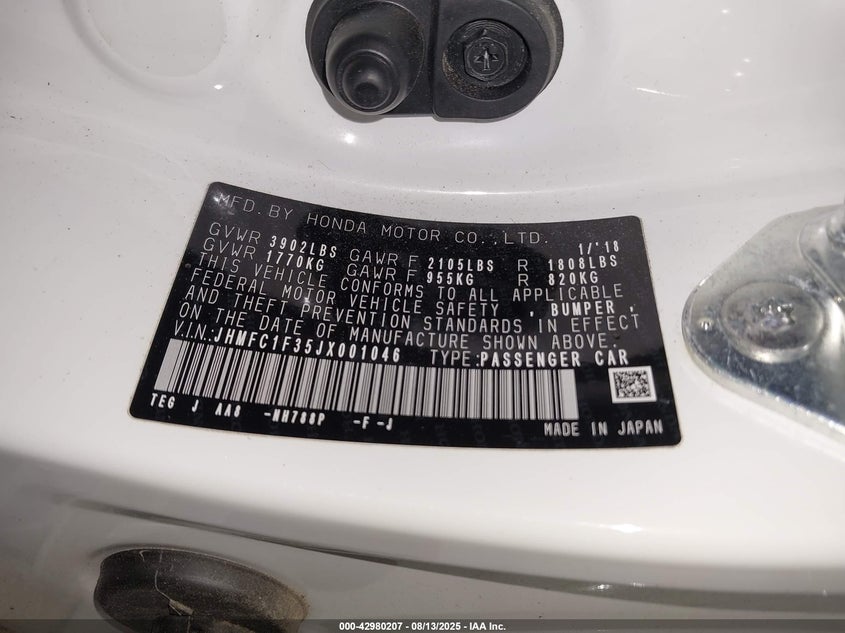 MFD. BY HONDA MOTOR CO., LTD. 1/'18
GVWR 3902LBS GAWR F 2105LBS R 1808LBS
GVWR 1770KG GAWR F 955KG R 820KG
THIS VEHICLE CONFORMS TO ALL APPLICABLE
FEDERAL MOTOR VEHICLE SAFETY , BUMPER ,
AND THEFT PREVENTION STANDARDS IN EFFECT
ON THE DATE OF MANUFACTURE SHOWN ABOVE.
V.I.N.: JHMFC1F35JX001046 TYPE:PASSENGER CAR
TEG J AA8 -NH788P -F -J MADE IN JAPAN
000-42980207 - 08/13/2025 - IAA Inc.